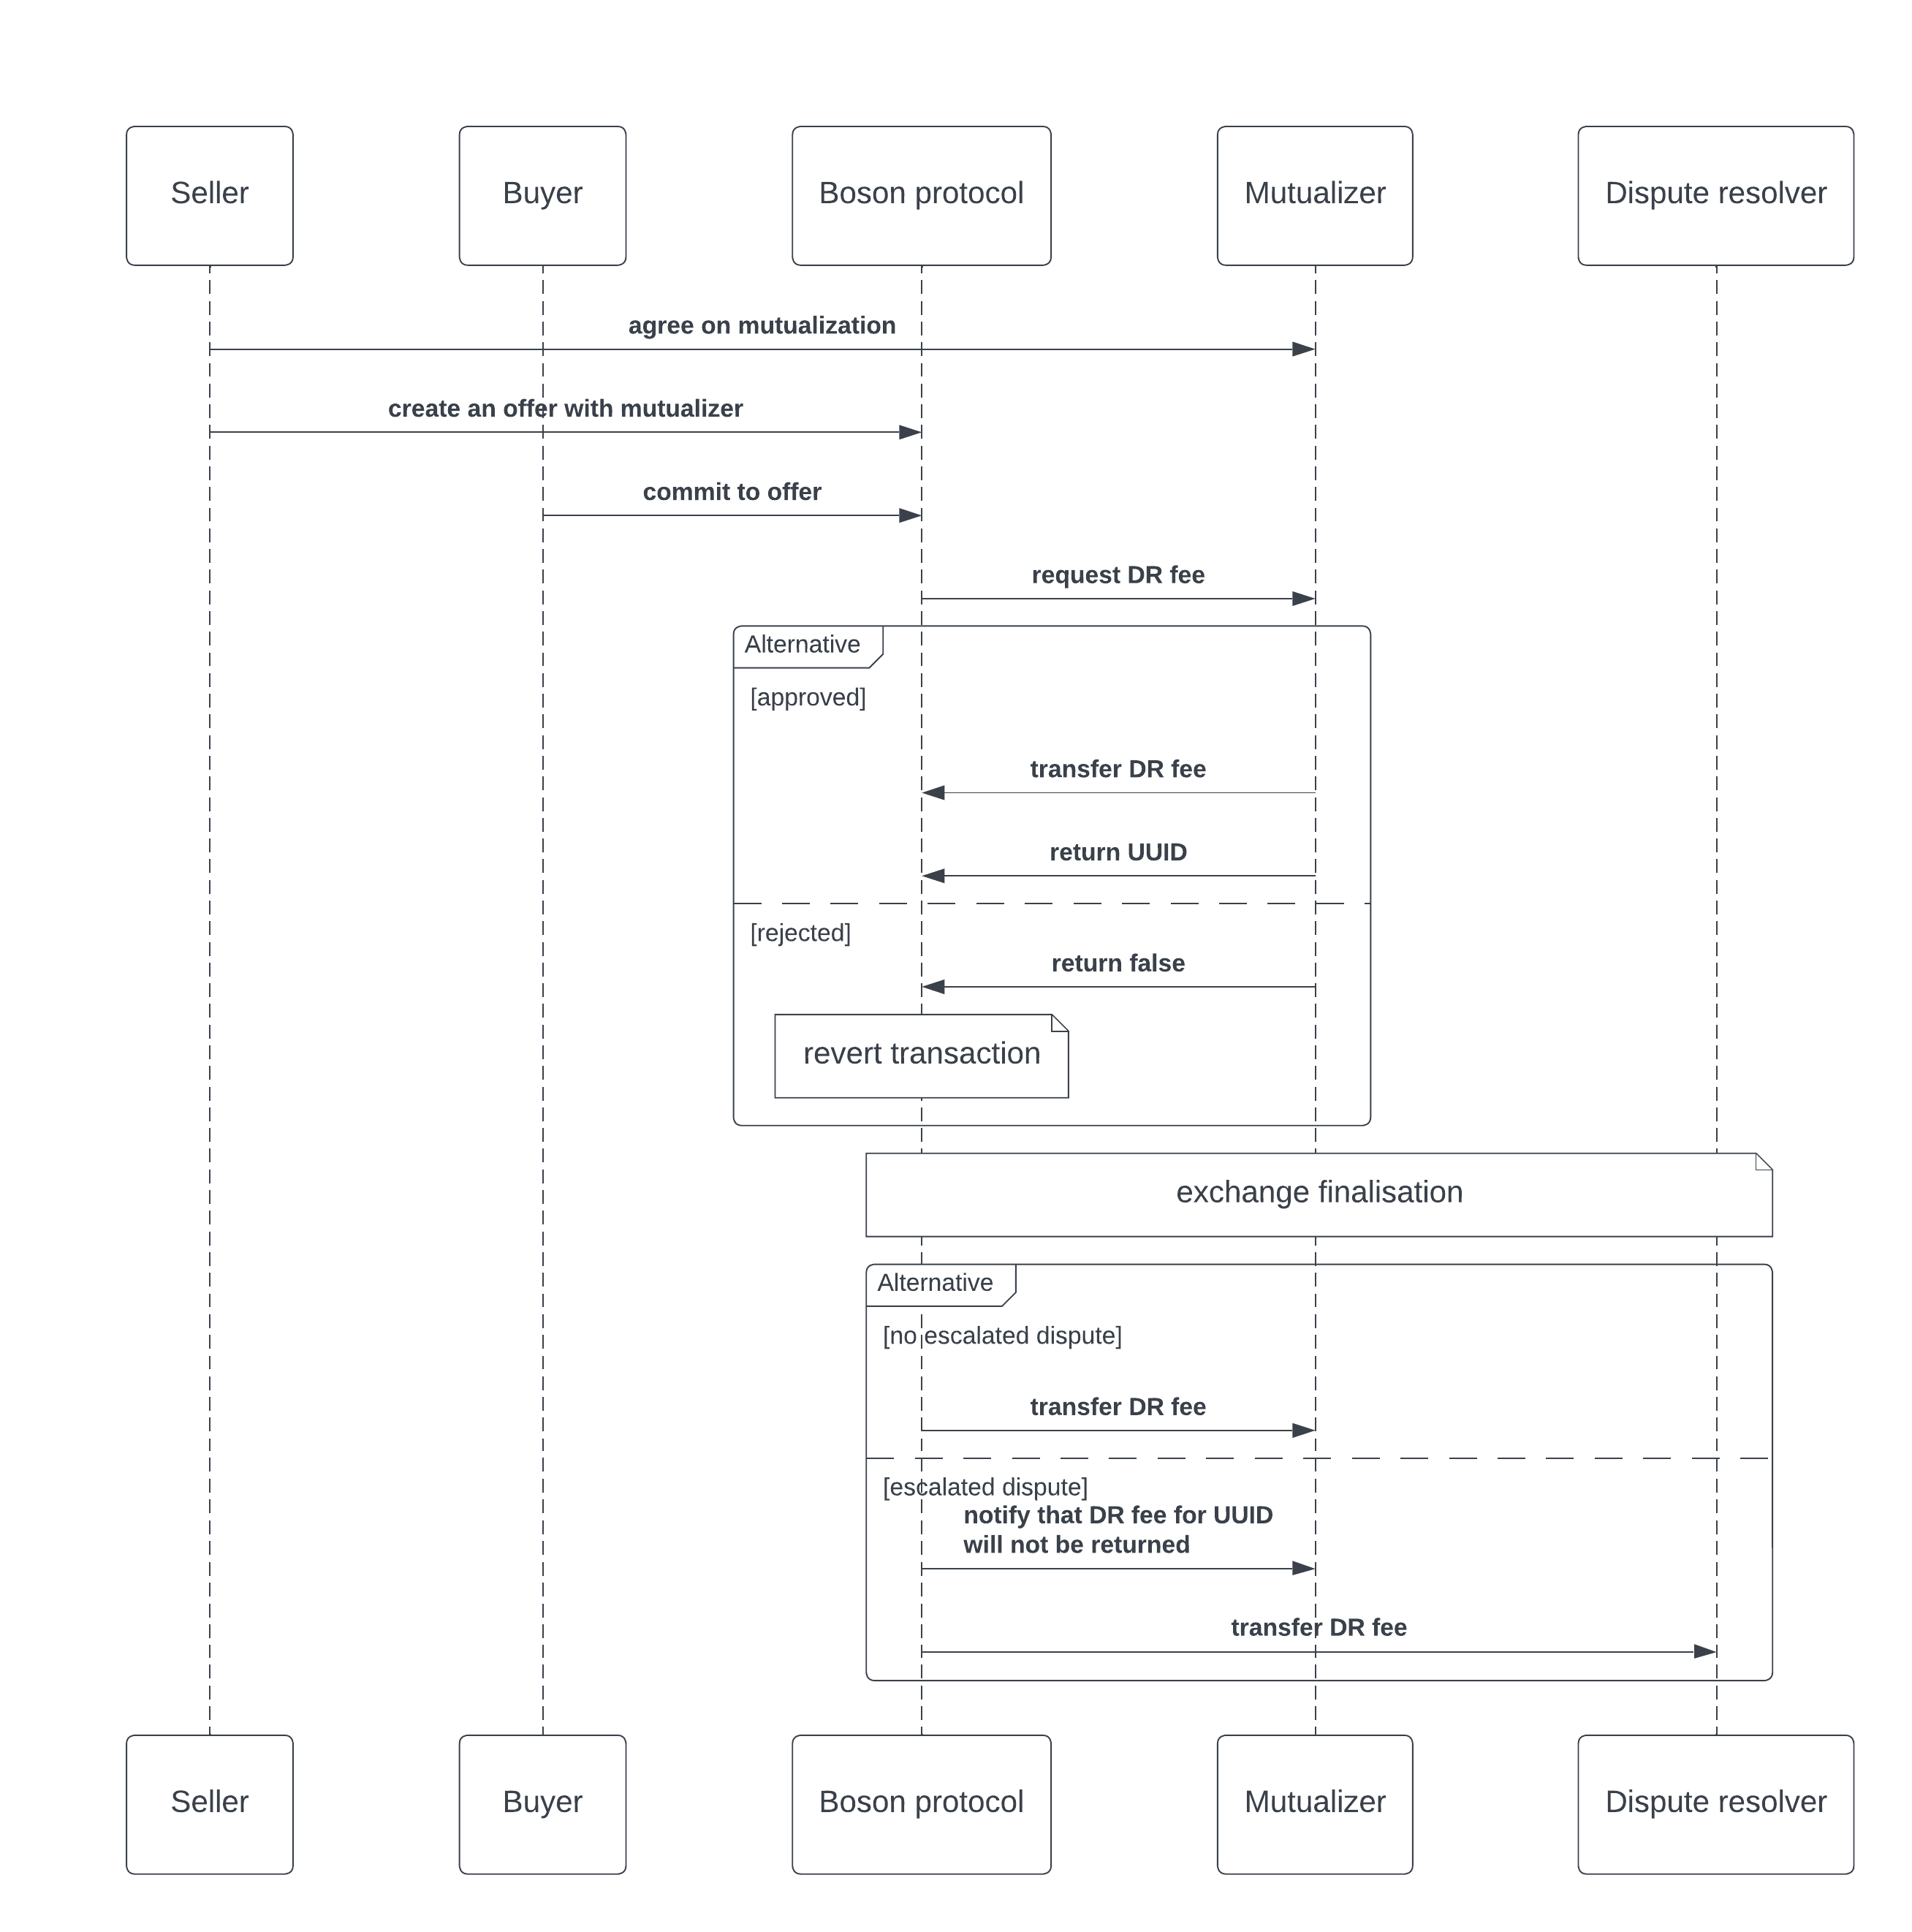 Seller
Buyer
Boson protocol
Mutualizer
Dispute resolver
agree on mutualization
create an offer with mutualizer
commit to offer
request DR fee
Alternative
[approved]
transfer DR fee
return UUID
[rejected]
return false
revert transaction
exchange finalisation
Alternative
[no escalated dispute]
transfer DR fee
[escalated dispute]
notify that DR fee for UUID
will not be returned
transfer DR fee
Seller
Buyer
Boson protocol
Mutualizer
Dispute resolver